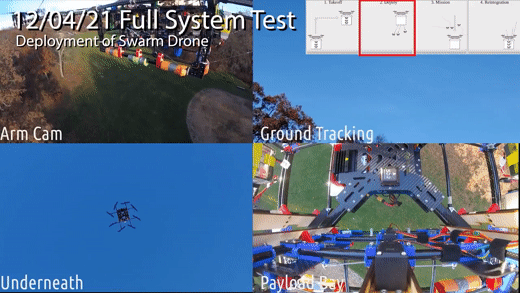 12/04/21 Full System Test
Deployment of Swarm Drone
1. Takeoff
2. Deploy
3. Mission
4. Reintegration
Arm Cam
Ground Tracking
Underneath
Payload Bay